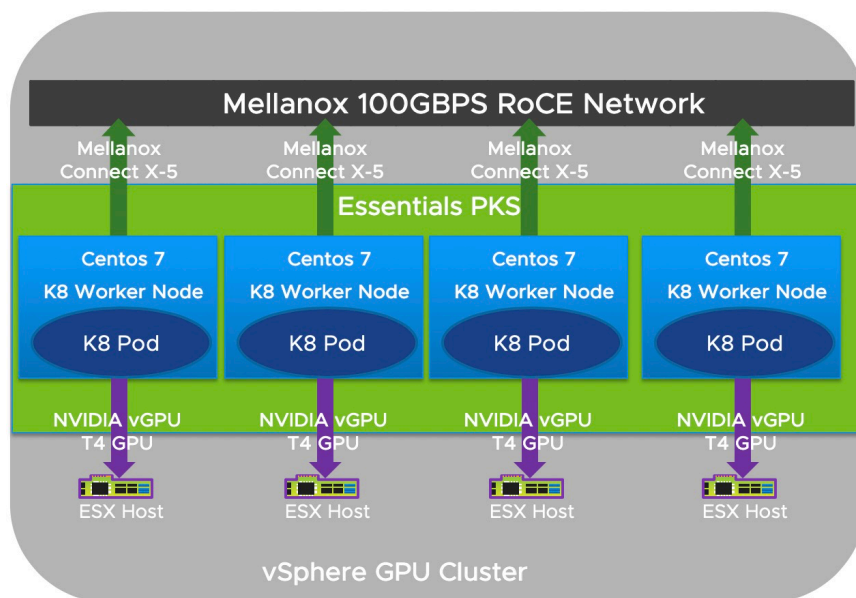 Mellanox 100GBPS RoCE Network
Mellanox
Connect X-5
Mellanox
Connect X-5
Mellanox
Connect X-5
Mellanox
Connect X-5
Essentials PKS
Centos 7
K8 Worker Node
K8 Pod
Centos 7
K8 Worker Node
K8 Pod
Centos 7
K8 Worker Node
K8 Pod
Centos 7
K8 Worker Node
K8 Pod
NVIDIA vGPU
T4 GPU
NVIDIA vGPU
T4 GPU
NVIDIA vGPU
T4 GPU
NVIDIA vGPU
T4 GPU
ESX Host
ESX Host
ESX Host
ESX Host
vSphere GPU Cluster